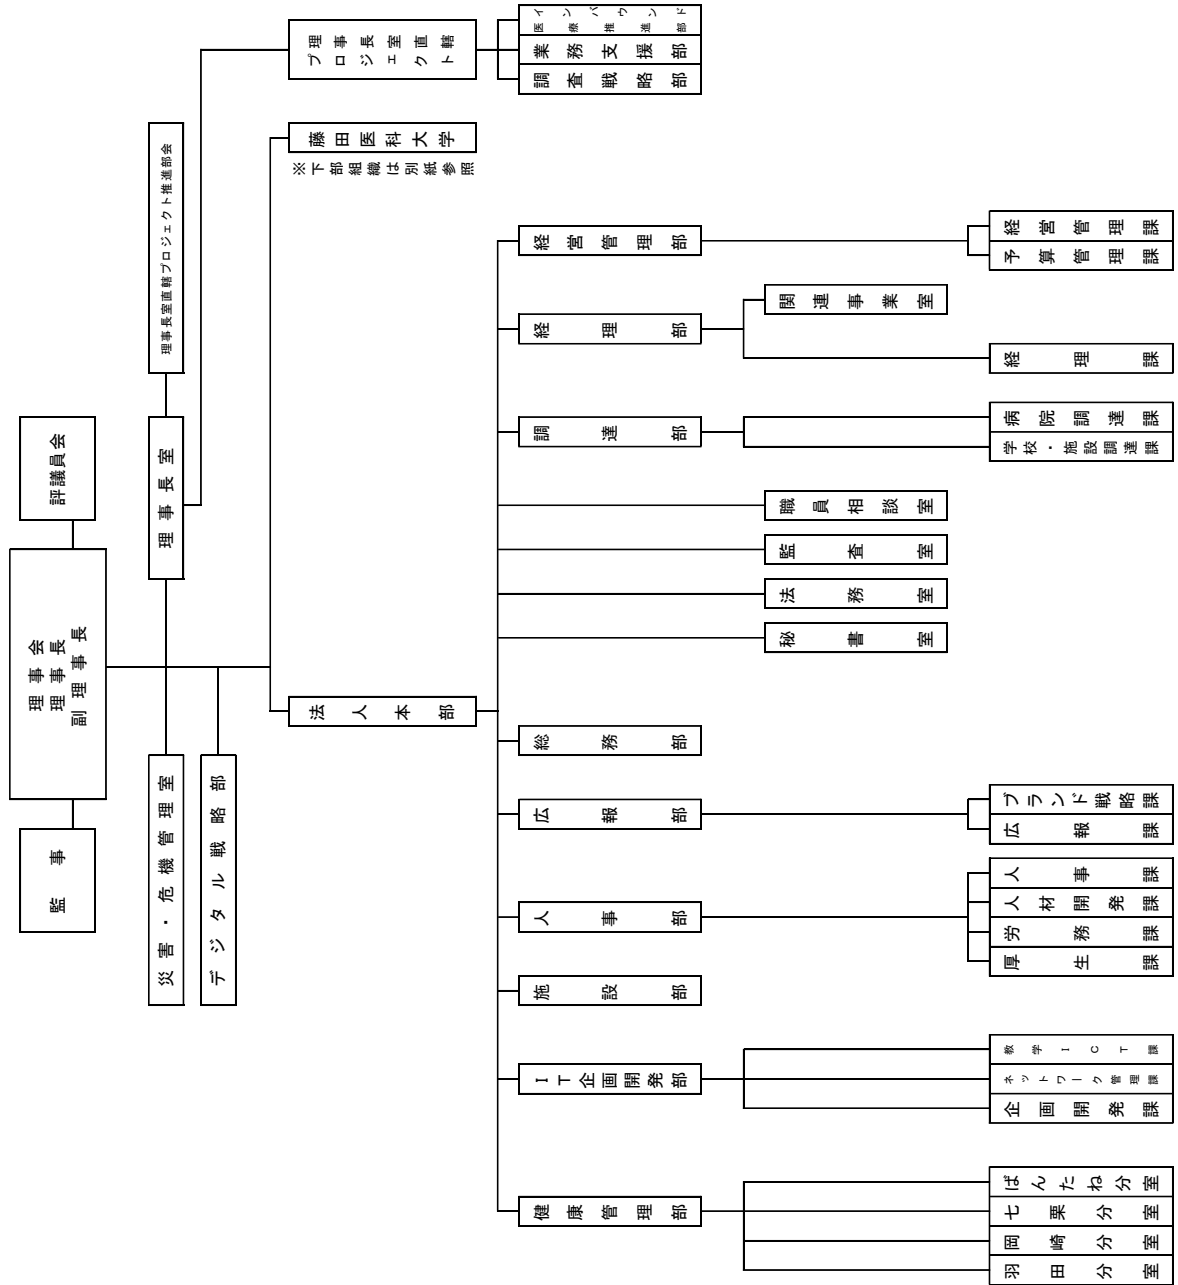 監事
理事会
理事長
副理事長
評議員会
災害・危機管理室
理事長室
理事長室直轄プロジェクト推進部会
デジタル戦略部
法人本部
藤田医科大学
※下部組織は別紙参照
理事長室直轄
プロジェクト
健康管理部
IT企画開発部
施設部
人事部
広報部
総務部
秘書室
法務室
監査室
職員相談室
調達部
経理部
関連事業室
経営管理部
調査戦略部
業務支援部
インバウンド
医療推進部
羽田分室
岡崎分室
七栗分室
ばんたね分室
企画開発課
ネットワーク管理課
教学ICT課
厚生課
労務課
人材開発課
人事課
広報課
ブランド戦略課
学校・施設調達課
病院調達課
経理課
予算管理課
経営管理課